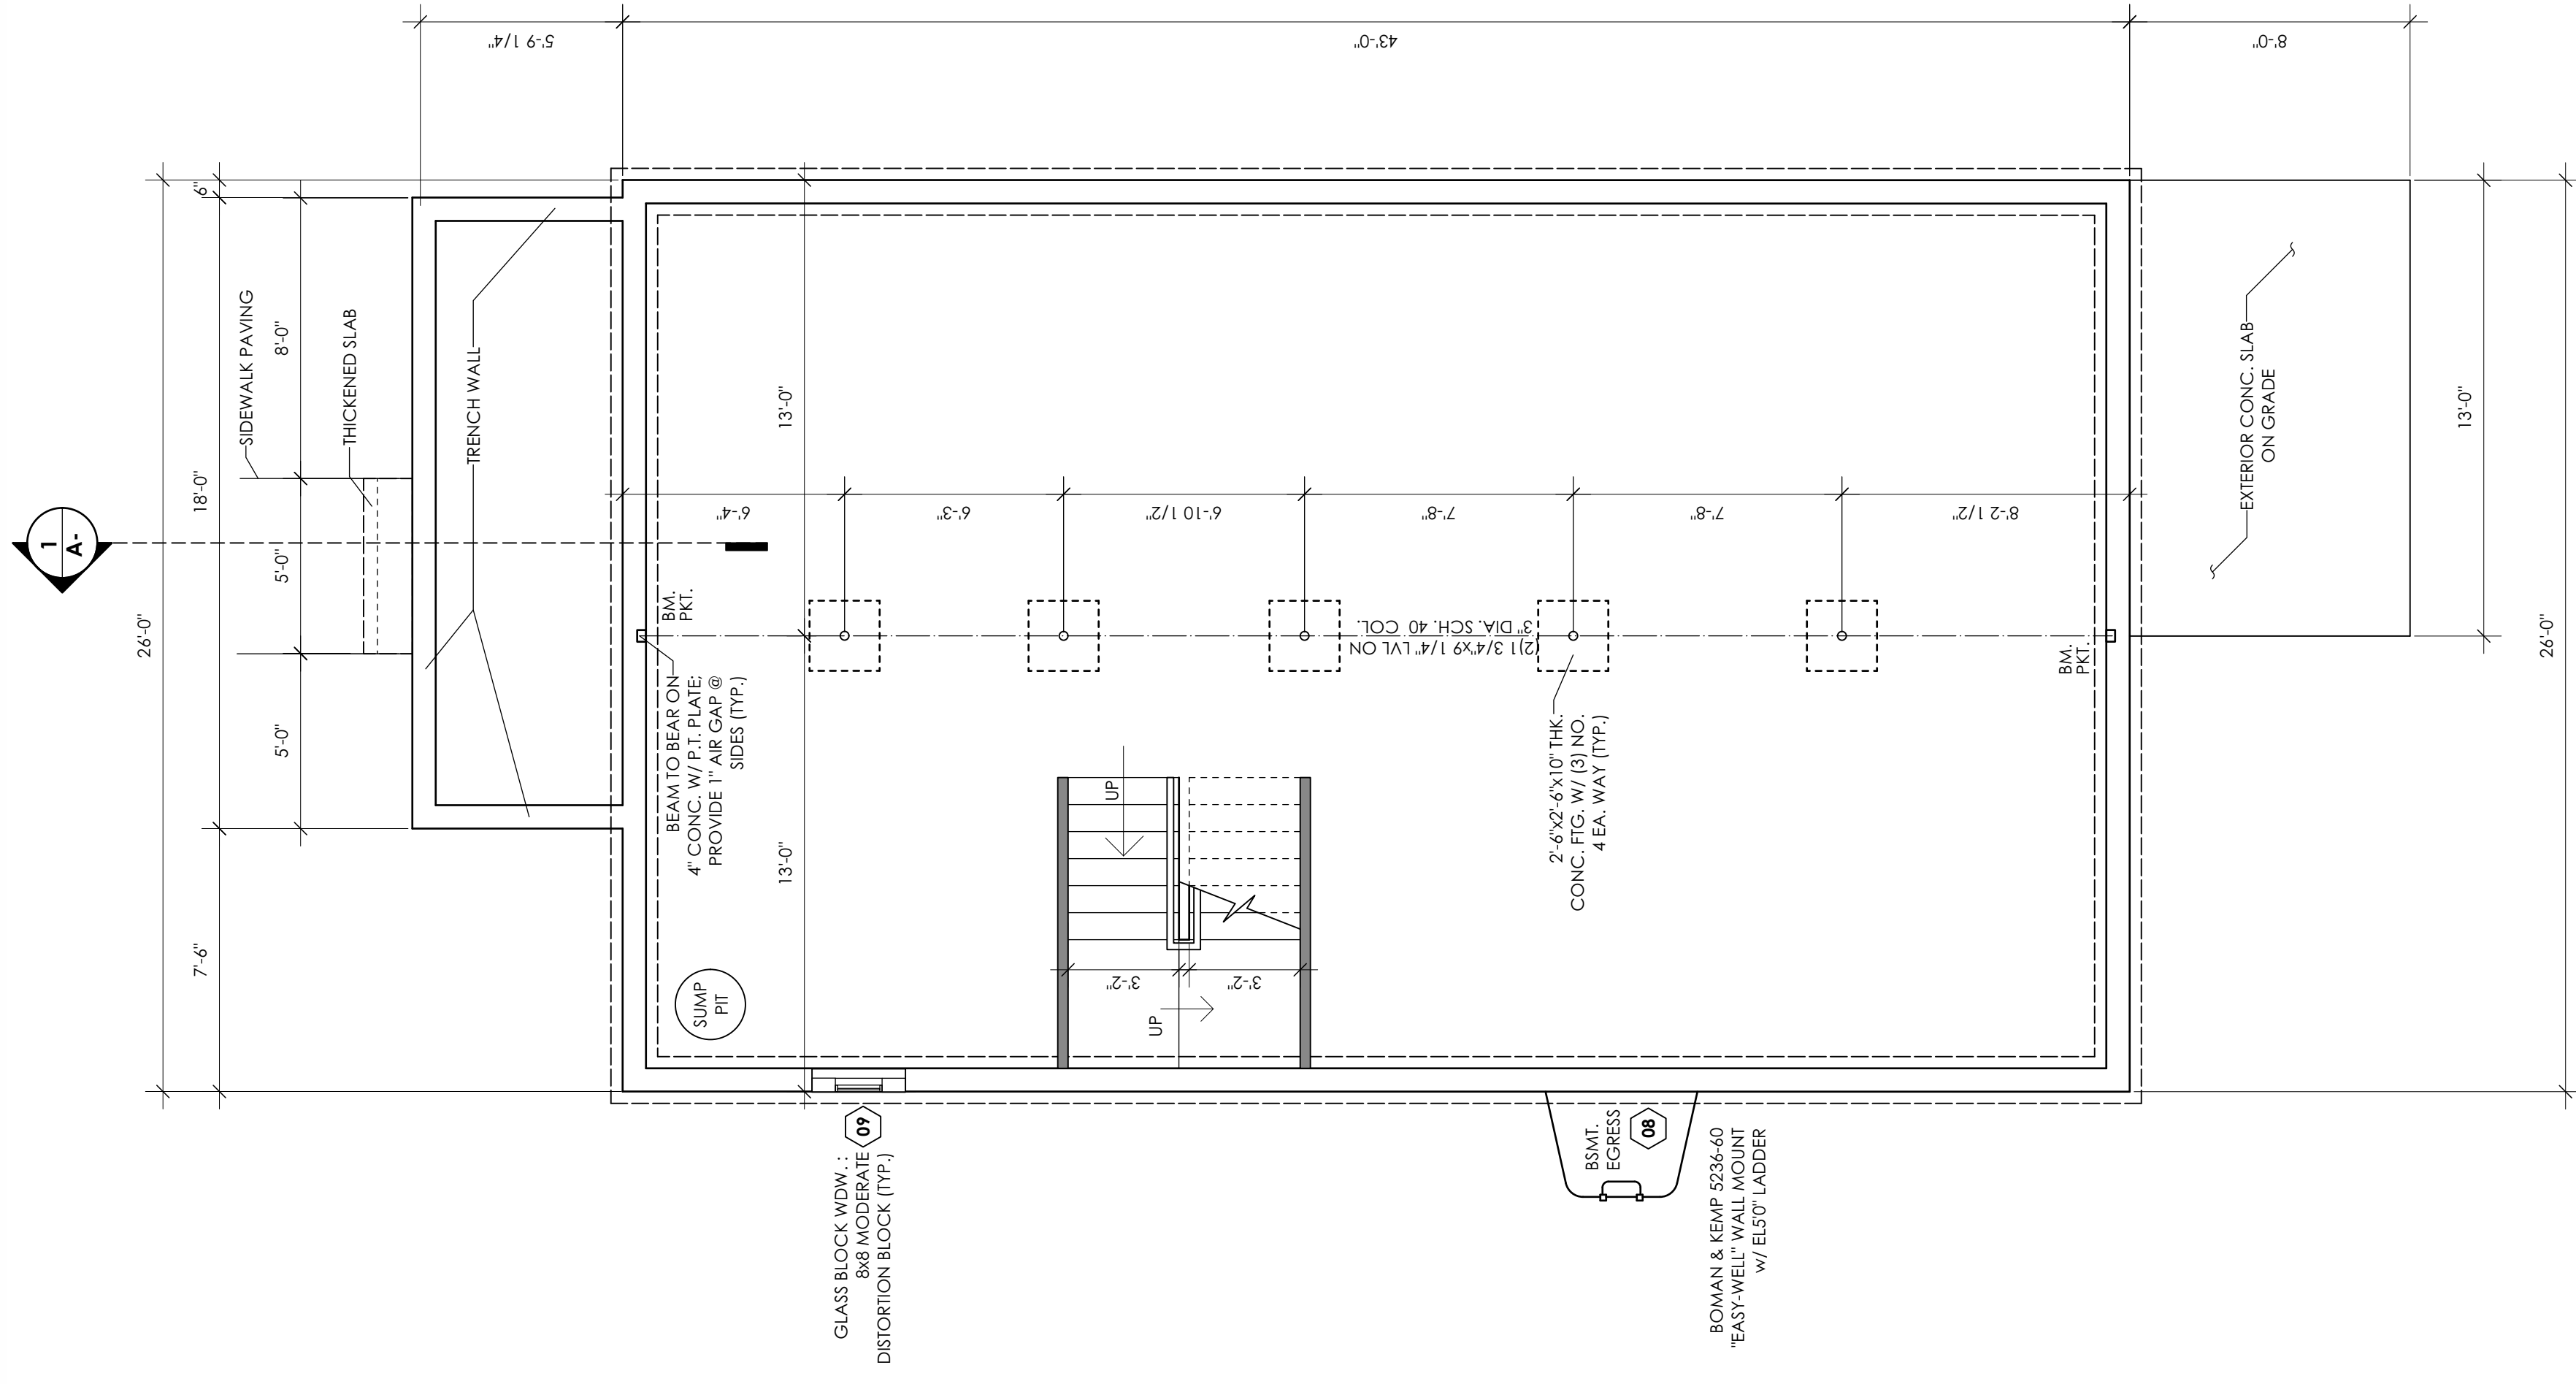 5'-9 1/4"
43'-0"
8'-0"
1
A-
26'-0"
6"
18'-0"
7'-6"
8'-0"
5'-0"
5'-0"
SIDEWALK PAVING
THICKENED SLAB
TRENCH WALL
13'-0"
13'-0"
6'-4"
6'-3"
6'-10 1/2"
7'-8"
7'-8"
8'-2 1/2"
BM.
PKT.
BEAM TO BEAR ON
4" CONC. W/ P.T. PLATE;
PROVIDE 1" AIR GAP @
SIDES (TYP.)
(2)1 3/4"x9 1/4" LVL ON
3" DIA. SCH. 40 COL.
2'-6"x2'-6"x10" THK.
CONC. FTG. W/ (3) NO.
4 EA. WAY (TYP.)
BM.
PKT.
SUMP
PIT
UP
UP
3'-2"
3'-2"
09
GLASS BLOCK WDW. :
8x8 MODERATE
DISTORTION BLOCK (TYP.)
BSMT.
EGRESS
08
BOMAN & KEMP 5236-60
"EASY-WELL" WALL MOUNT
w/ EL5'0" LADDER
EXTERIOR CONC. SLAB
ON GRADE
13'-0"
26'-0"